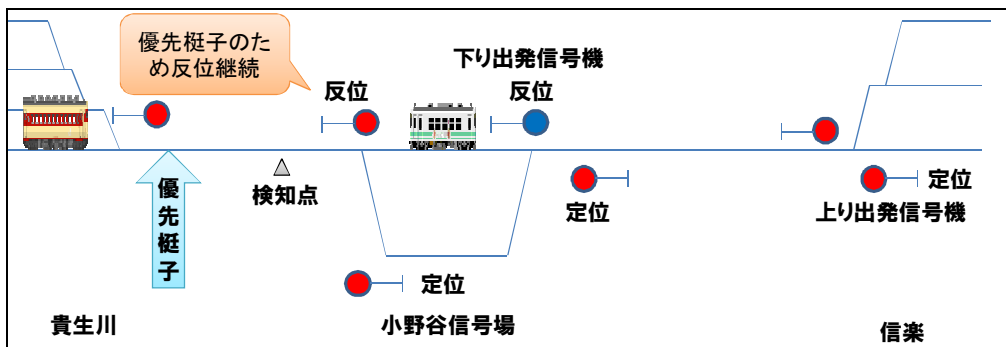 優先梃子のた
め反位継続
下り出発信号機
反位
反位
優先梃子
検知点
定位
定位
上り出発信号機
定位
貴生川
小野谷信号場
信楽